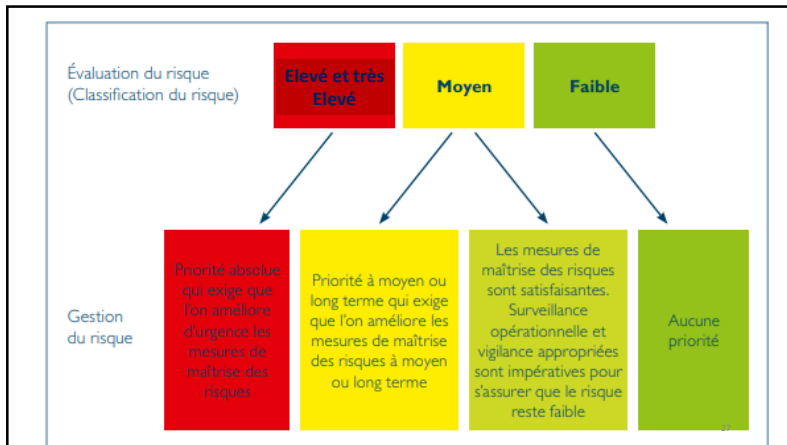 Évaluation du risque
(Classification du risque)
Elevé et très
Elevé
Moyen
Faible
Gestion
du risque
Priorité absolue
qui exige que
l'on améliore
d'urgence les
mesures de
maîtrise des
risques
Priorité à moyen ou
long terme qui exige
que l'on améliore les
mesures de maîtrise
des risques à moyen
ou long terme
Les mesures de
maîtrise des risques
sont satisfaisantes.
Surveillance
opérationnelle et
vigilance appropriées
sont impératives pour
s'assurer que le risque
reste faible
Aucune
priorité
27